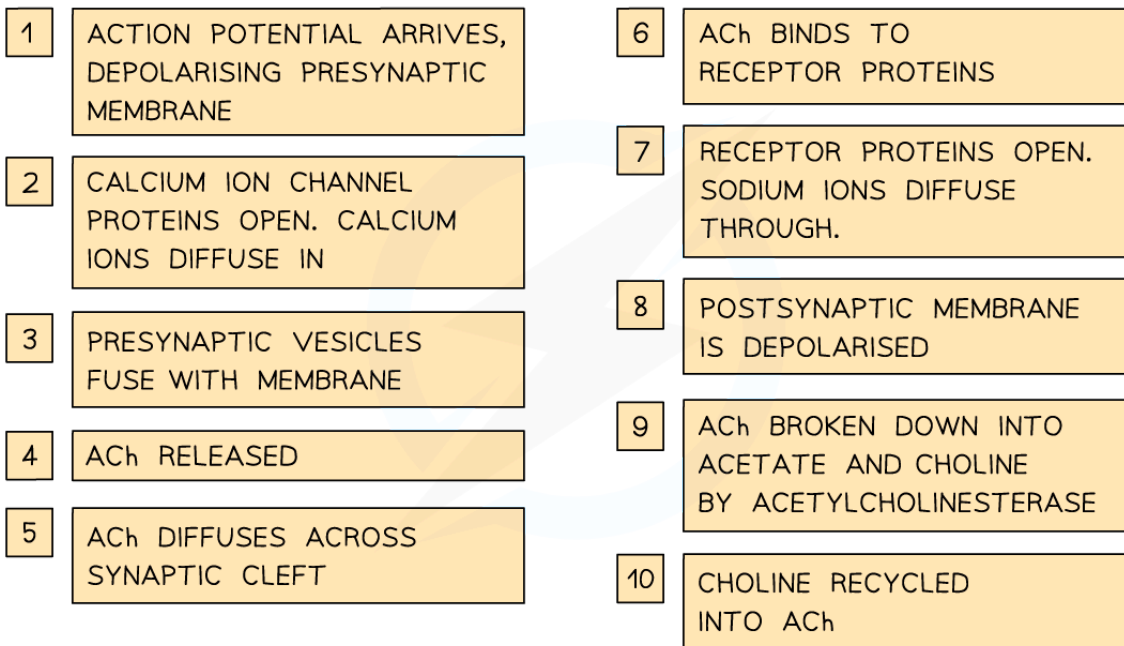 1
ACTION POTENTIAL ARRIVES,
DEPOLARISING PRESYNAPTIC
MEMBRANE
2
CALCIUM ION CHANNEL
PROTEINS OPEN. CALCIUM
IONS DIFFUSE IN
3
PRESYNAPTIC VESICLES
FUSE WITH MEMBRANE
4
ACh RELEASED
5
ACh DIFFUSES ACROSS
SYNAPTIC CLEFT
6
ACh BINDS TO
RECEPTOR PROTEINS
7
RECEPTOR PROTEINS OPEN.
SODIUM IONS DIFFUSE
THROUGH.
8
POSTSYNAPTIC MEMBRANE
IS DEPOLARISED
9
ACh BROKEN DOWN INTO
ACETATE AND CHOLINE
BY ACETYLCHOLINESTERASE
10
CHOLINE RECYCLED
INTO ACh